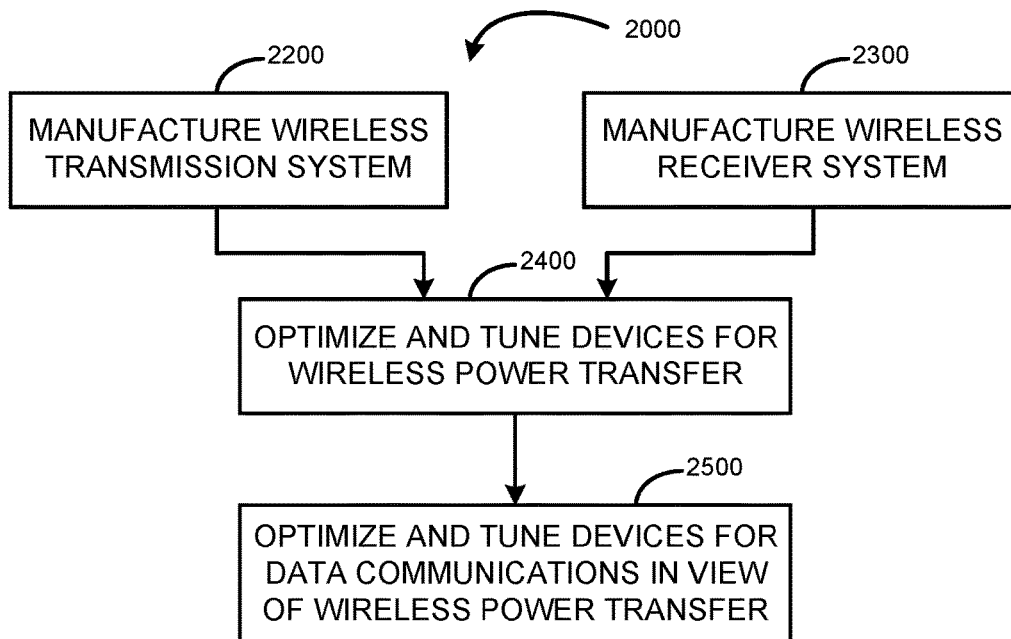 2000
2200
2300
MANUFACTURE WIRELESS
TRANSMISSION SYSTEM
MANUFACTURE WIRELESS
RECEIVER SYSTEM
2400
OPTIMIZE AND TUNE DEVICES FOR
WIRELESS POWER TRANSFER
2500
OPTIMIZE AND TUNE DEVICES FOR
DATA COMMUNICATIONS IN VIEW
OF WIRELESS POWER TRANSFER